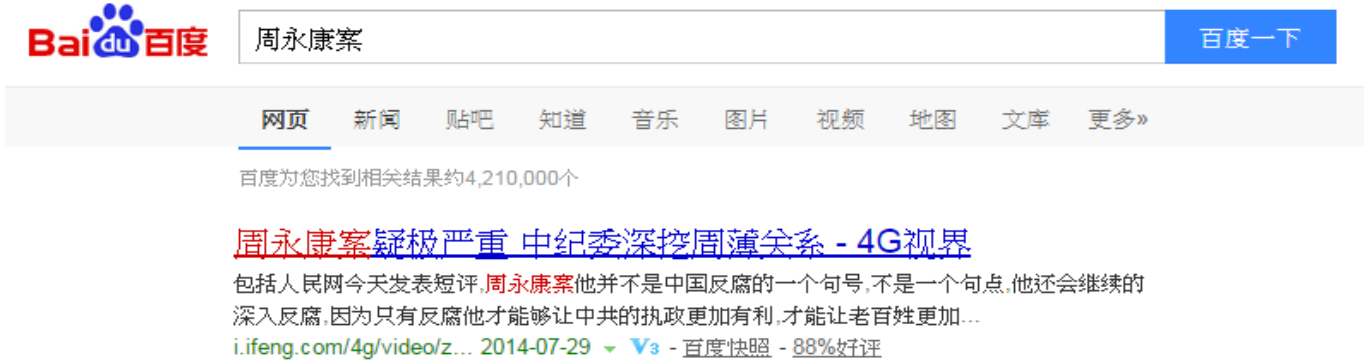 Bai du 百度 周永康案 百度一下
网页 新闻 贴吧 知道 音乐 图片 视频 地图 文库 更多»
百度为您找到相关结果约4,210,000个
周永康案疑极严重 中纪委深挖周薄关系 - 4G视界
包括人民网今天发表短评,周永康案他并不是中国反腐的一个句号,不是一个句点,他还会继续的
深入反腐,因为只有反腐他才能够让中共的执政更加有利,才能让老百姓更加...
i.ifeng.com/4g/video/z... 2014-07-29 V3 - 百度快照 - 88%好评